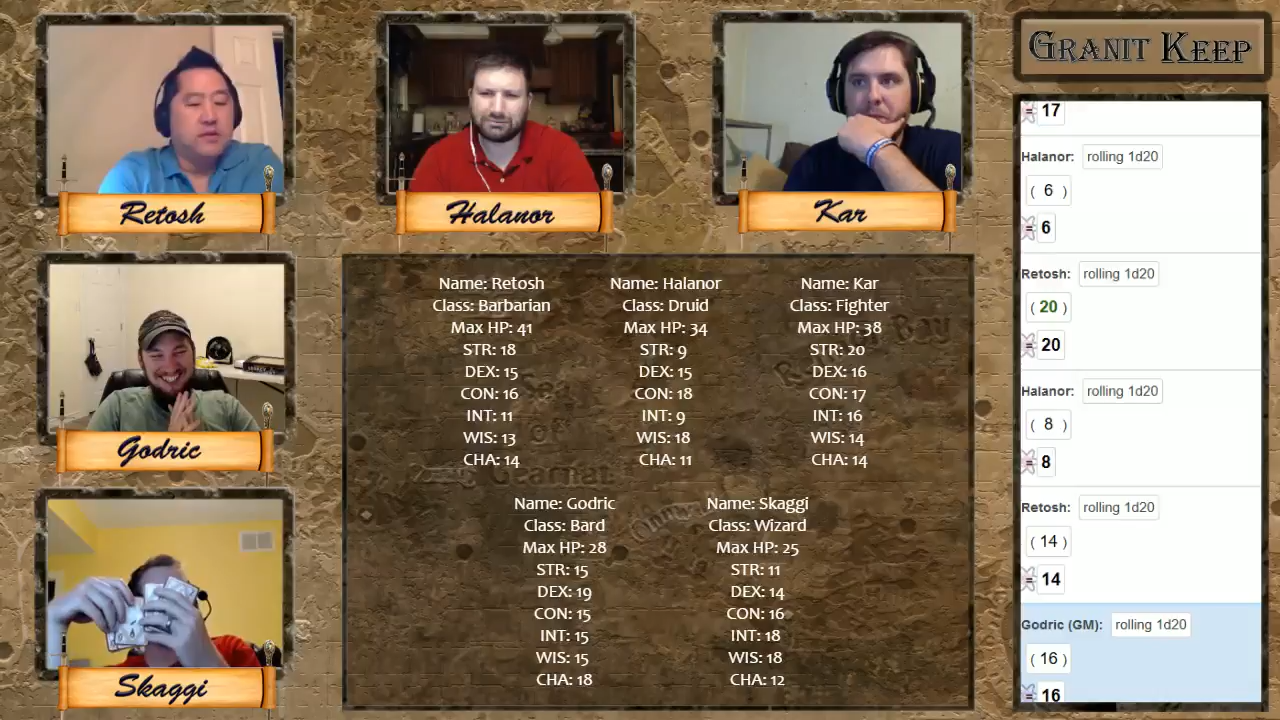 GRANIT KEEP
Retosh
Halanor
Kar
Godric
Skaggi
Name: Retosh
Class: Barbarian
Max HP: 41
STR: 18
DEX: 15
CON: 16
INT: 11
WIS: 13
CHA: 14
Name: Halanor
Class: Druid
Max HP: 34
STR: 9
DEX: 15
CON: 18
INT: 9
WIS: 18
CHA: 11
Name: Kar
Class: Fighter
Max HP: 38
STR: 20
DEX: 16
CON: 17
INT: 16
WIS: 14
CHA: 14
Name: Godric
Class: Bard
Max HP: 28
STR: 15
DEX: 19
CON: 15
INT: 15
WIS: 15
CHA: 18
Name: Skaggi
Class: Wizard
Max HP: 25
STR: 11
DEX: 14
CON: 16
INT: 18
WIS: 18
CHA: 12
= 17
Halanor: rolling 1d20
( 6 )
= 6
Retosh: rolling 1d20
( 20 )
= 20
Halanor: rolling 1d20
( 8 )
= 8
Retosh: rolling 1d20
( 14 )
= 14
Godric (GM): rolling 1d20
( 16 )
= 16